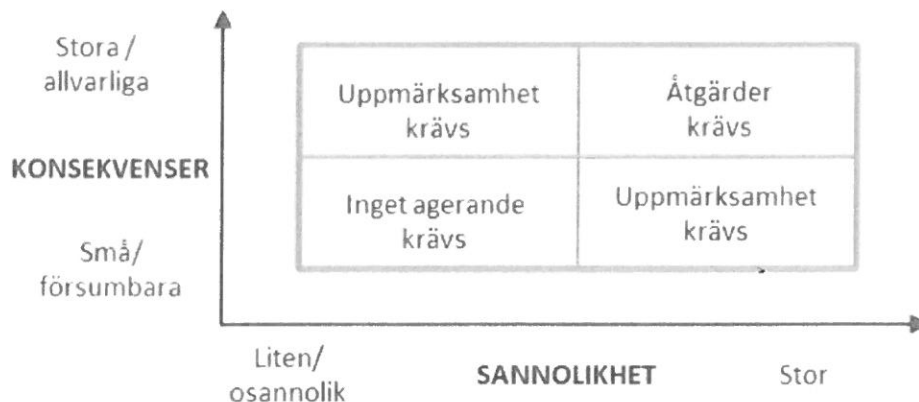 Stora /
allvarliga
Uppmärksamhet
krävs
Åtgärder
krävs
KONSEKVENSER
Inget agerande
krävs
Uppmärksamhet
krävs
Små/
försumbara
Liten/
osannolik
SANNOLIKHET
Stor